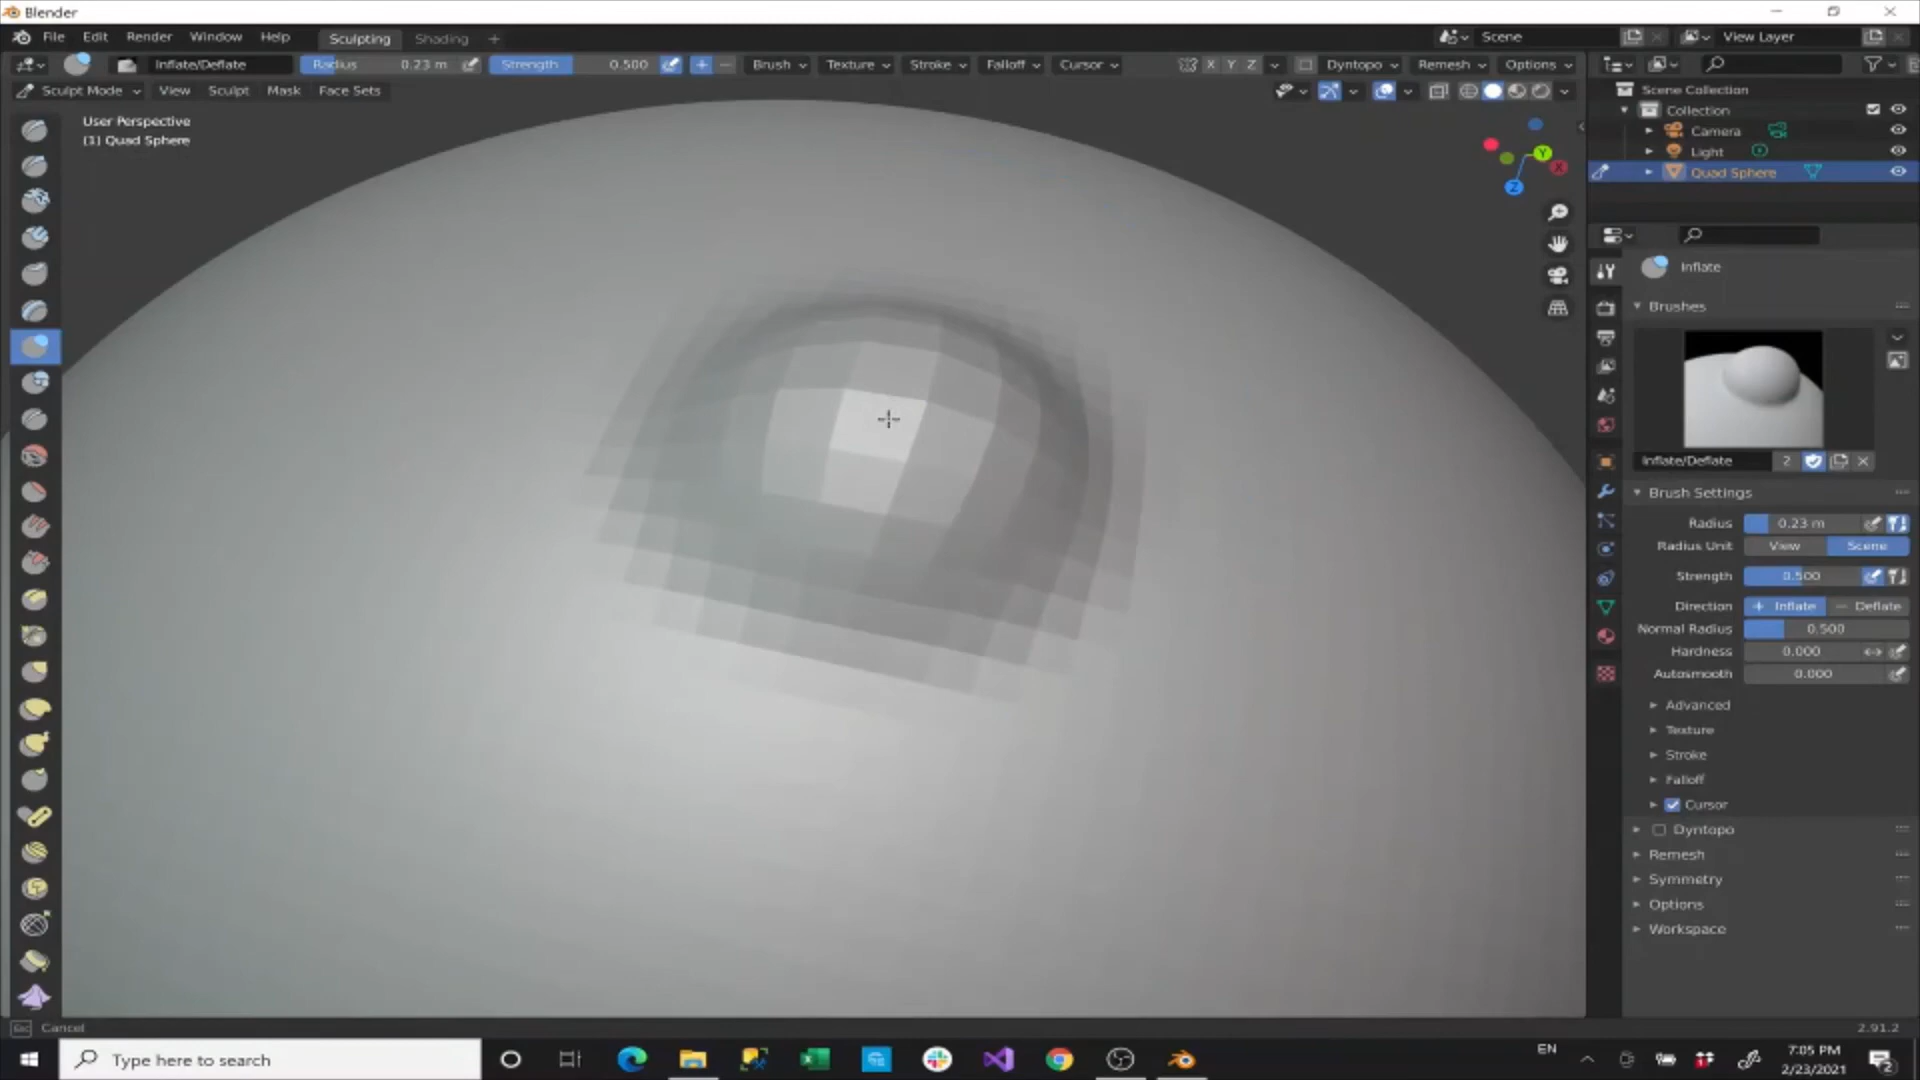 Blender
File Edit Render Window Help Sculpting Shading + Scene View Layer
Inflate/Deflate Radius 0.23 m Strength 0.500 Brush Texture Stroke Falloff Cursor X Y Z Dyntopo Remesh Options
Sculpt Mode View Sculpt Mask Face Sets
User Perspective
(1) Quad Sphere
Y
X
Z
Scene Collection
Collection
Camera
Light
Quad Sphere
Inflate
Brushes
Inflate/Deflate 2
Brush Settings
Radius 0.23 m
Radius Unit View Scene
Strength 0.500
Direction + Inflate − Deflate
Normal Radius 0.500
Hardness 0.000
Autosmooth 0.000
Advanced
Texture
Stroke
Falloff
Cursor
Dyntopo
Remesh
Symmetry
Options
Workspace
Esc Cancel 2.91.2
Type here to search
EN
7:05 PM
2/23/2021
2